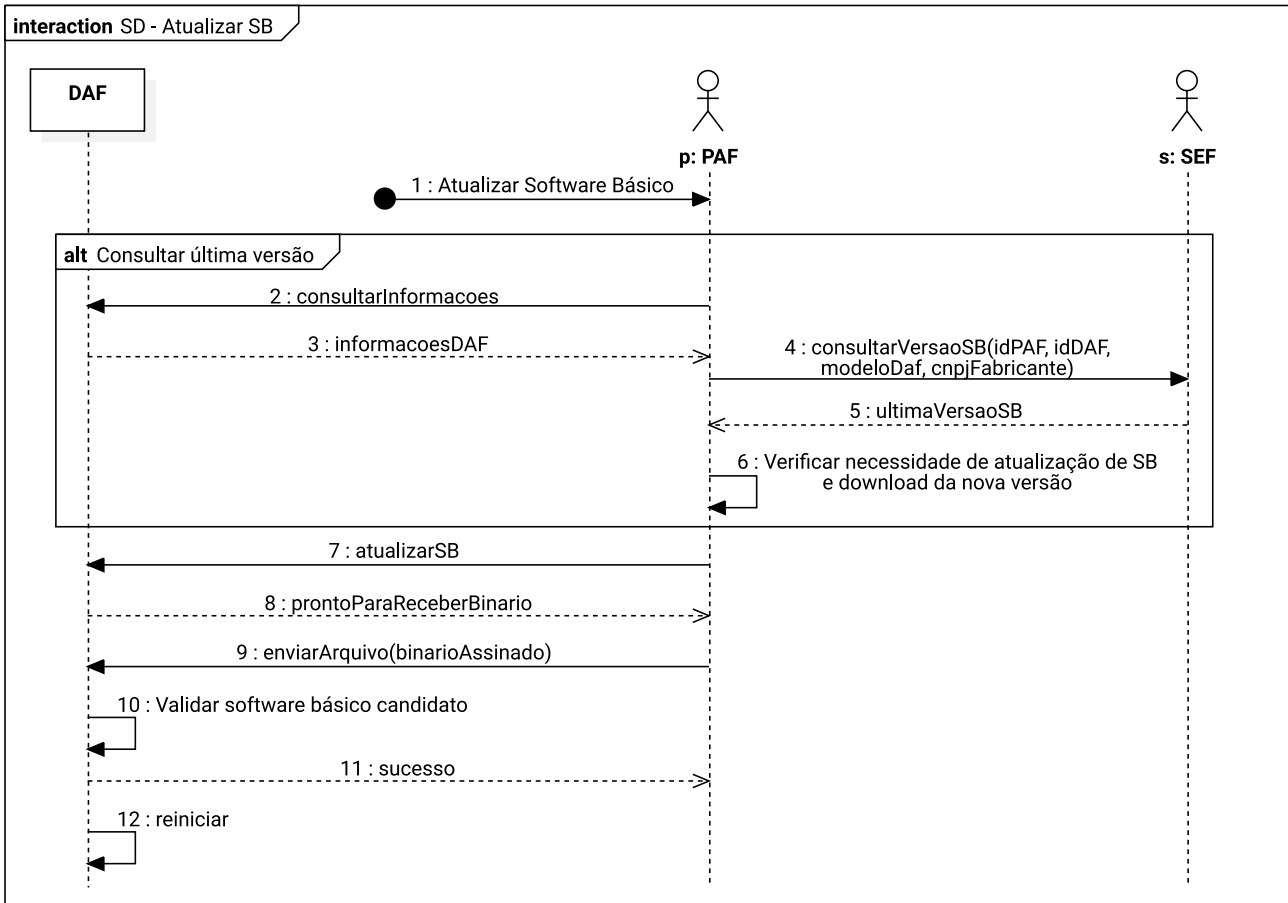 interaction SD - Atualizar SB
DAF
p: PAF
s: SEF
1 : Atualizar Software Básico
alt Consultar última versão
2 : consultarInformacoes
3 : informacoesDAF
4 : consultarVersaoSB(idPAF, idDAF,
modeloDaf, cnpjFabricante)
5 : ultimaVersaoSB
6 : Verificar necessidade de atualização de SB
e download da nova versão
7 : atualizarSB
8 : prontoParaReceberBinario
9 : enviarArquivo(binarioAssinado)
10 : Validar software básico candidato
11 : sucesso
12 : reiniciar